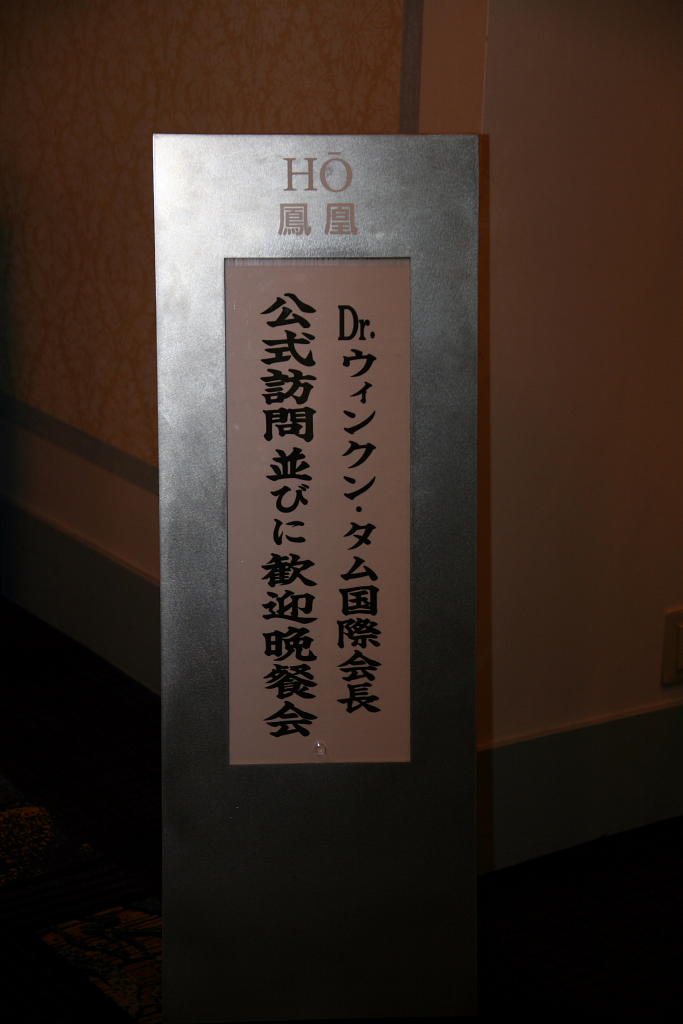 HŌ
鳳凰
Dr.ウィンクン・タム国際会長
公式訪問並びに歓迎晩餐会